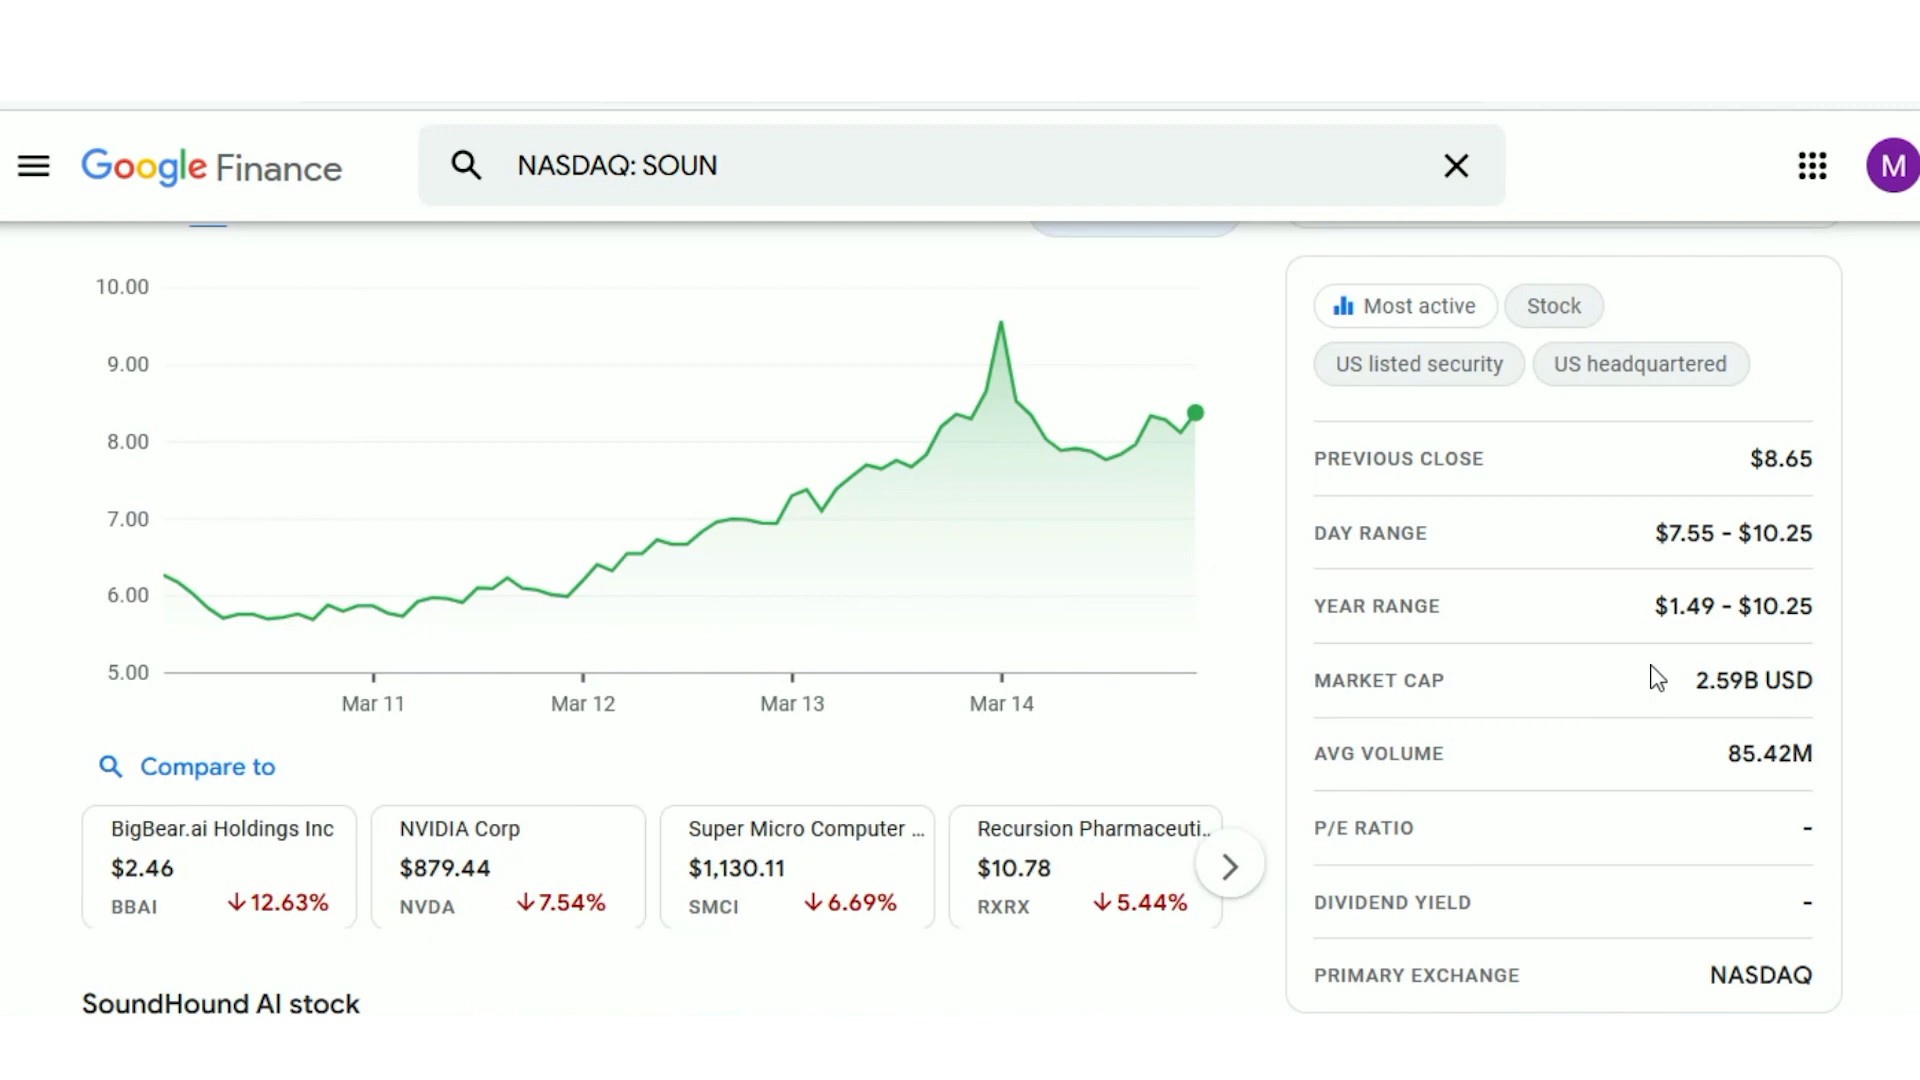 Google Finance
NASDAQ: SOUN
M
10.00
9.00
8.00
7.00
6.00
5.00
Mar 11
Mar 12
Mar 13
Mar 14
Compare to
BigBear.ai Holdings Inc
$2.46
BBAI
↓12.63%
NVIDIA Corp
$879.44
NVDA
↓7.54%
Super Micro Computer ...
$1,130.11
SMCI
↓6.69%
Recursion Pharmaceuti..
$10.78
RXRX
↓5.44%
SoundHound AI stock
Most active
Stock
US listed security
US headquartered
PREVIOUS CLOSE
$8.65
DAY RANGE
$7.55 - $10.25
YEAR RANGE
$1.49 - $10.25
MARKET CAP
2.59B USD
AVG VOLUME
85.42M
P/E RATIO
-
DIVIDEND YIELD
-
PRIMARY EXCHANGE
NASDAQ